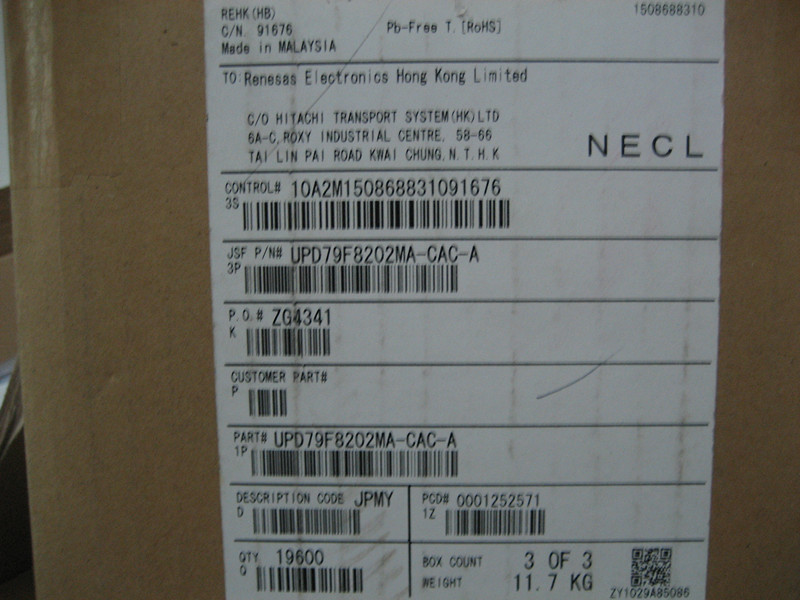 REHK(HB)
1508688310
C/N. 91676
Pb-Free T.[RoHS]
Made in MALAYSIA
TO:Renesas Electronics Hong Kong Limited
C/O HITACHI TRANSPORT SYSTEM(HK)LTD
6A-C,ROXY INDUSTRIAL CENTRE. 58-66
TAI LIN PAI ROAD KWAI CHUNG,N.T.H.K
NECL
CONTROL# 10A2M150868831091676
3S
JSF P/N# UPD79F8202MA-CAC-A
3P
P.O.# ZG4341
K
CUSTOMER PART#
P
PART# UPD79F8202MA-CAC-A
1P
DESCRIPTION CODE JPMY
D
PCD# 0001252571
1Z
QTY 19600
Q
BOX COUNT 3 OF 3
WEIGHT 11.7 KG
ZY1029A85086